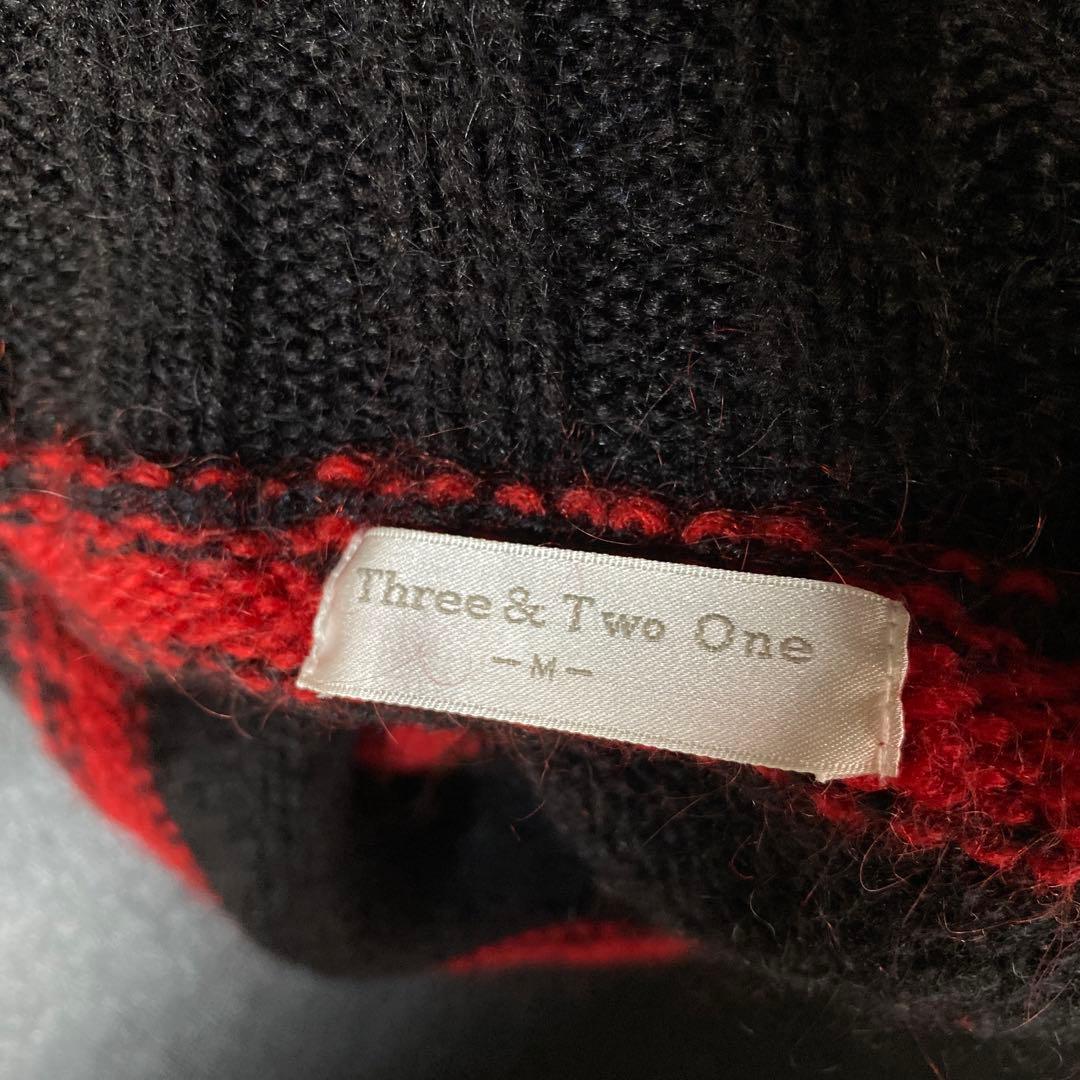 Three & Two One
— M —